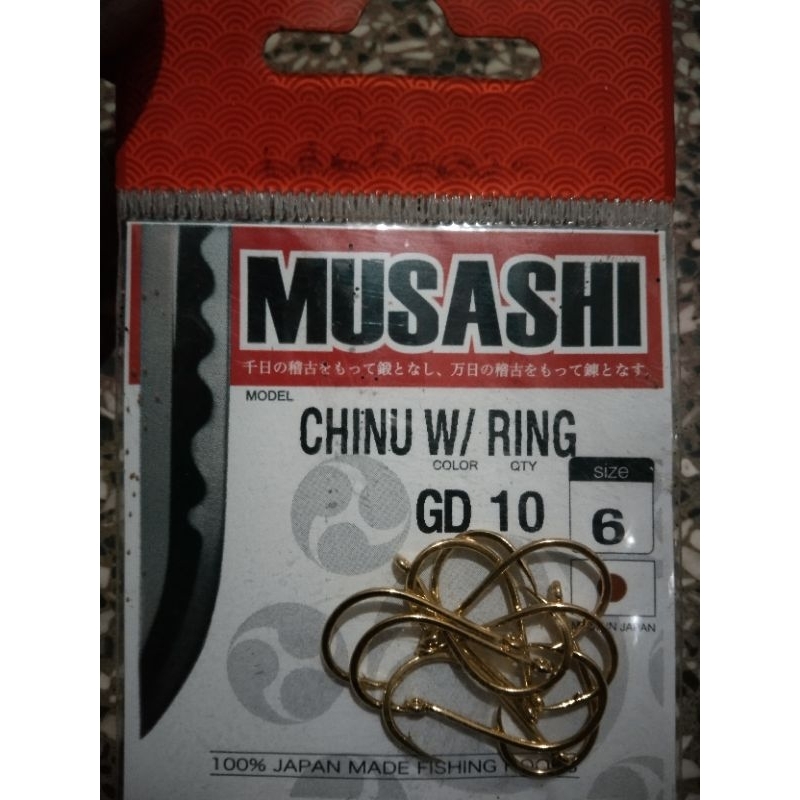 MUSASHI
千日の稽古をもって鍛となし、万日の稽古をもって錬となす。
MODEL
CHINU W/ RING
COLOR QTY
GD 10
size
6
MADE IN JAPAN
100% JAPAN MADE FISHING HOOKS